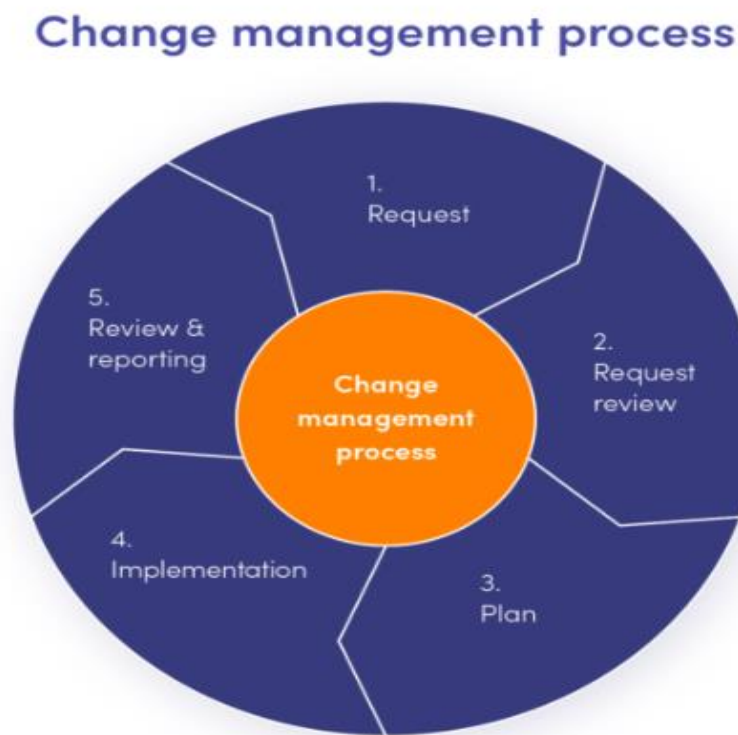 Change management process
1.
Request
2.
Request
review
3.
Plan
4.
Implementation
5.
Review &
reporting
Change
management
process